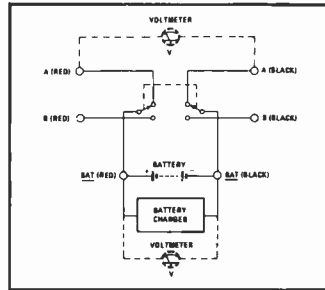 VOLTMETER
V
A (RED) A (BLACK)
B (RED) B (BLACK)
BATTERY
+ -
BAT (RED) BAT (BLACK)
BATTERY
CHARGER
VOLTMETER
V